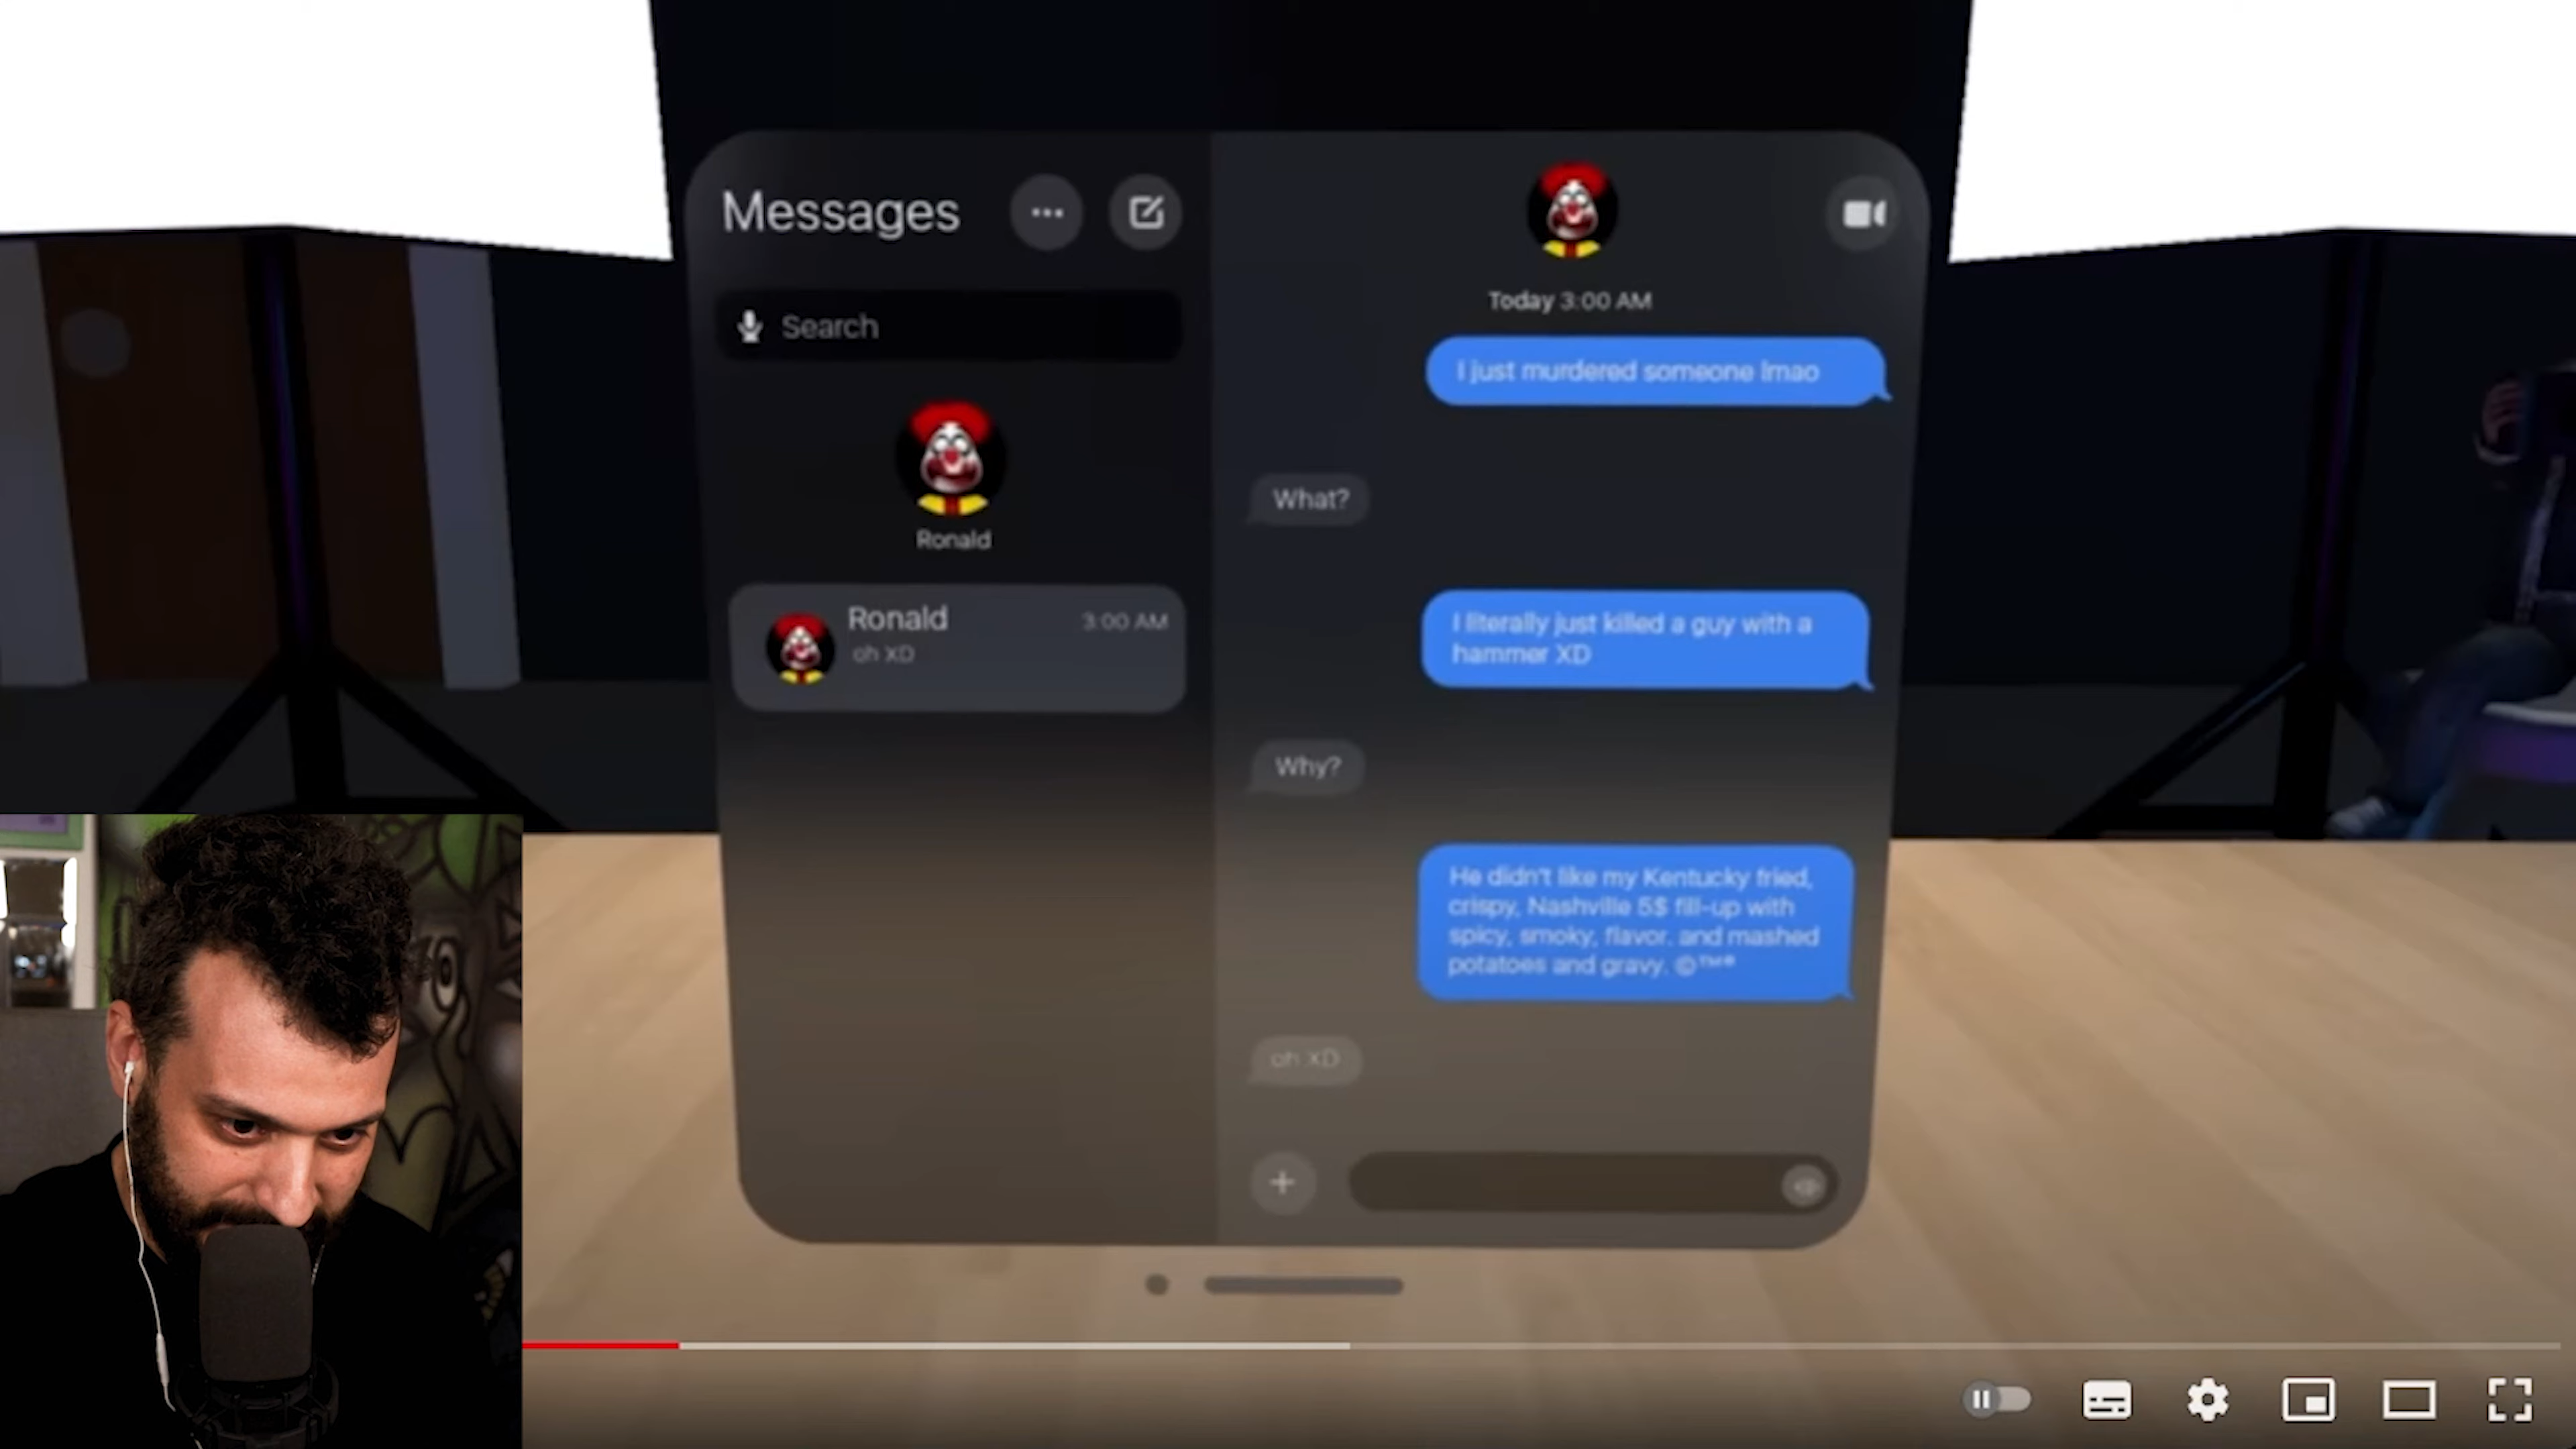 Messages
Search
Ronald
Ronald
3:00 AM
oh XD
Today 3:00 AM
I just murdered someone lmao
What?
I literally just killed a guy with a
hammer XD
Why?
He didn't like my Kentucky fried,
crispy, Nashville 5$ fill-up with
spicy, smoky, flavor. and mashed
potatoes and gravy. ©™®
oh XD